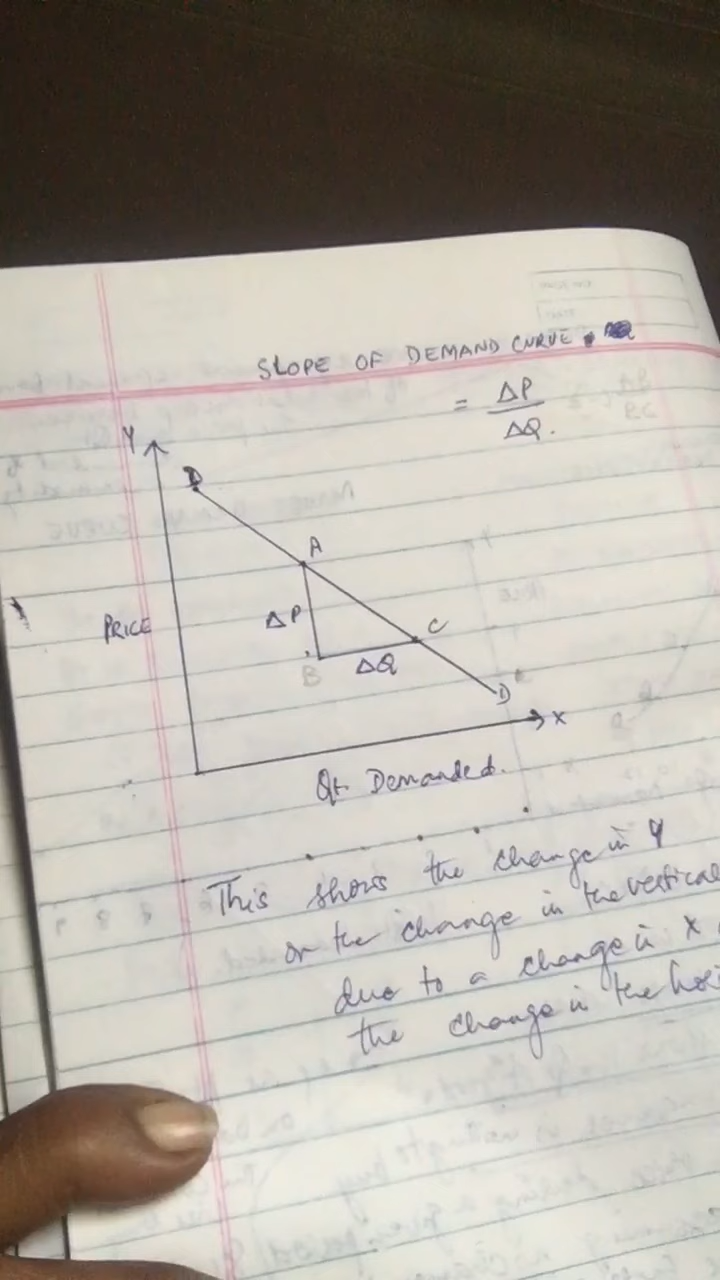 SLOPE OF DEMAND CURVE
= ΔP
ΔQ.
Y
D
A
PRICE
ΔP
C
B
ΔQ
D
X
Qt. Demanded.
This shows the change in Y
or the change in the vertical
due to a change in X
the change in the